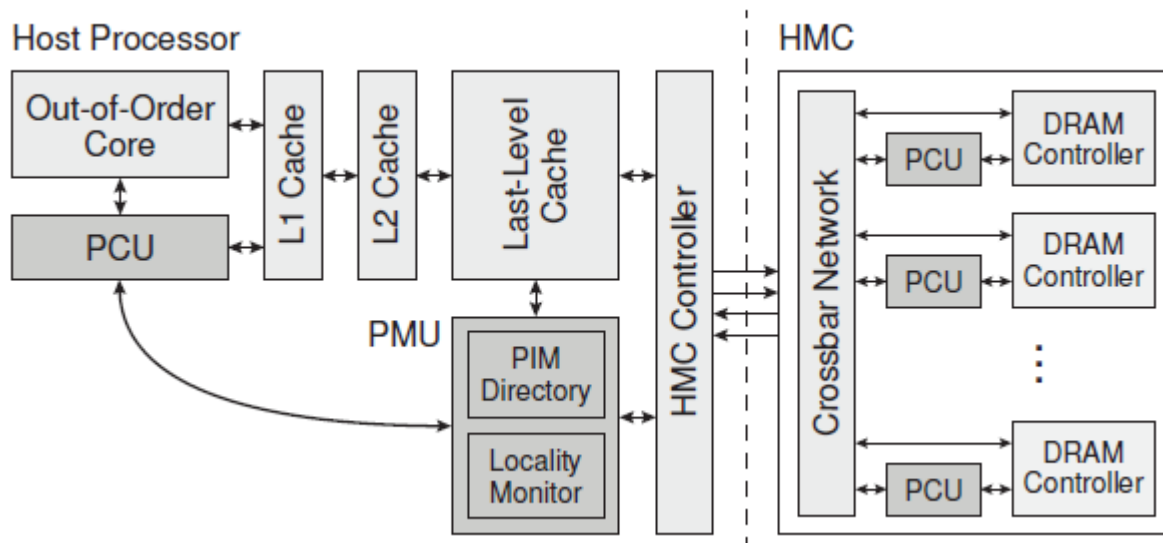 Host Processor
HMC
Out-of-Order
Core
PCU
L1 Cache
L2 Cache
Last-Level
Cache
PMU
PIM
Directory
Locality
Monitor
HMC Controller
Crossbar Network
PCU
DRAM
Controller
PCU
DRAM
Controller
PCU
DRAM
Controller